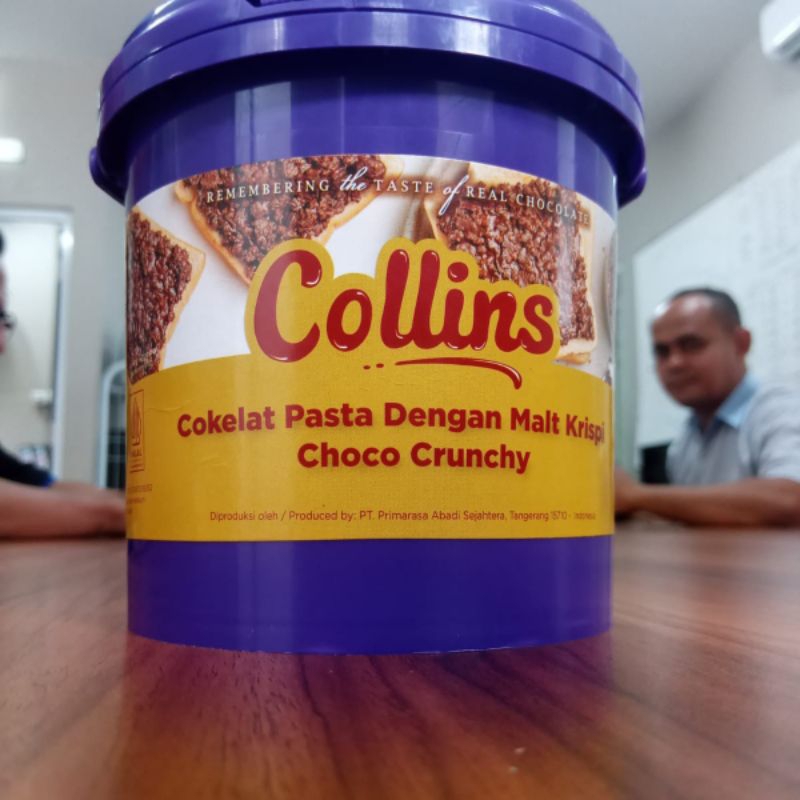 REMEMBERING the TASTE of REAL CHOCOLATE
Collins
Cokelat Pasta Dengan Malt Krispi
Choco Crunchy
HALAL
Diproduksi oleh / Produced by: PT. Primarasa Abadi Sejahtera, Tangerang 15710 - Indonesia